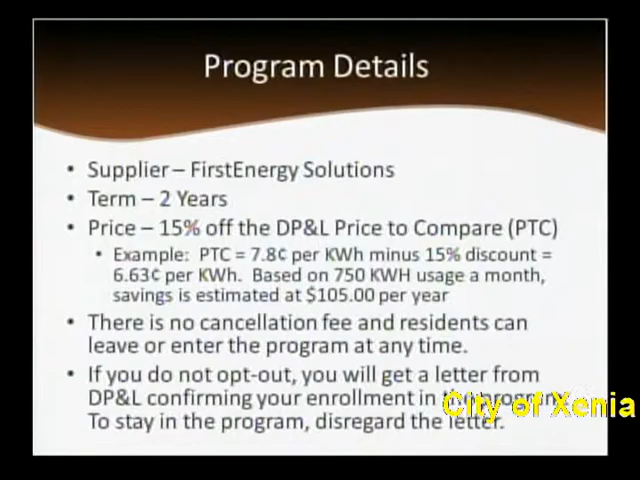 Program Details
• Supplier – FirstEnergy Solutions
• Term – 2 Years
• Price – 15% off the DP&L Price to Compare (PTC)
• Example: PTC = 7.8¢ per KWh minus 15% discount =
6.63¢ per KWh. Based on 750 KWH usage a month,
savings is estimated at $105.00 per year
• There is no cancellation fee and residents can
leave or enter the program at any time.
• If you do not opt-out, you will get a letter from
DP&L confirming your enrollment in the program.
To stay in the program, disregard the letter.
City of Xenia